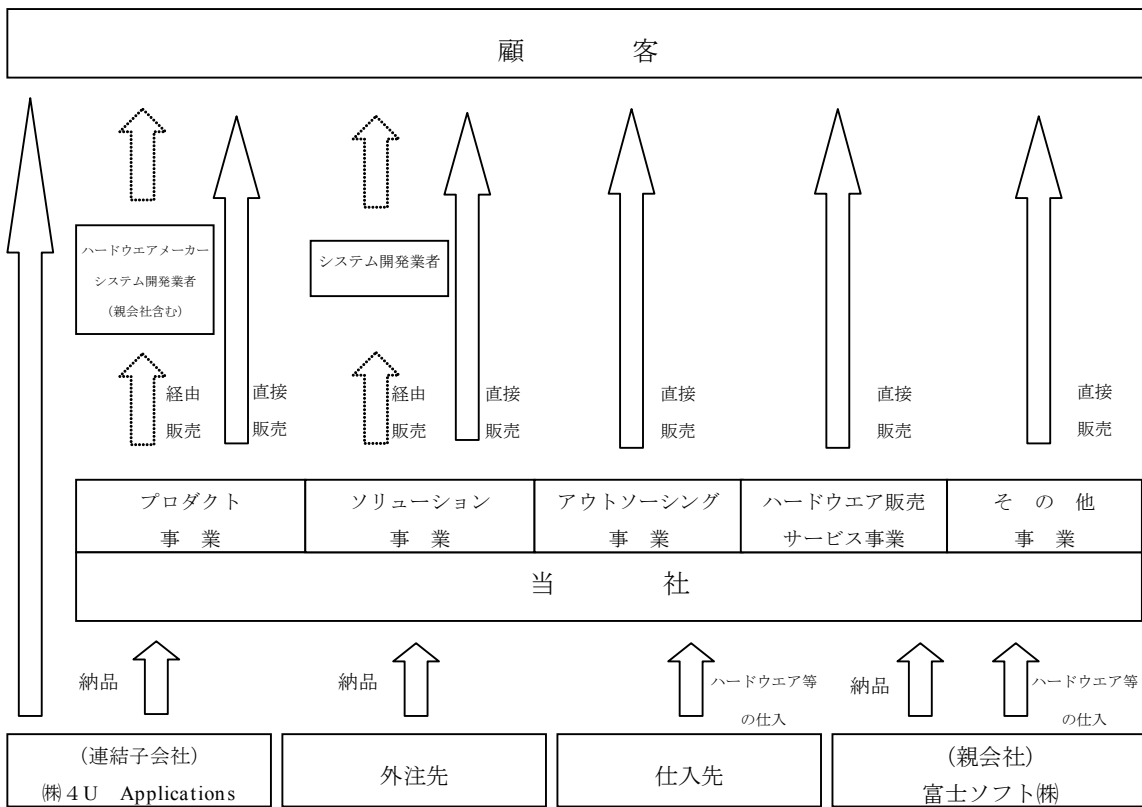 顧　客
ハードウエアメーカー
システム開発業者
（親会社含む）
システム開発業者
経由
販売
直接
販売
経由
販売
直接
販売
直接
販売
直接
販売
直接
販売
プロダクト
事　業
ソリューション
事　業
アウトソーシング
事　業
ハードウエア販売
サービス事業
そ　の　他
事　業
当　社
納品
納品
ハードウエア等
の仕入
納品
ハードウエア等
の仕入
（連結子会社）
㈱４U　Applications
外注先
仕入先
（親会社）
富士ソフト㈱